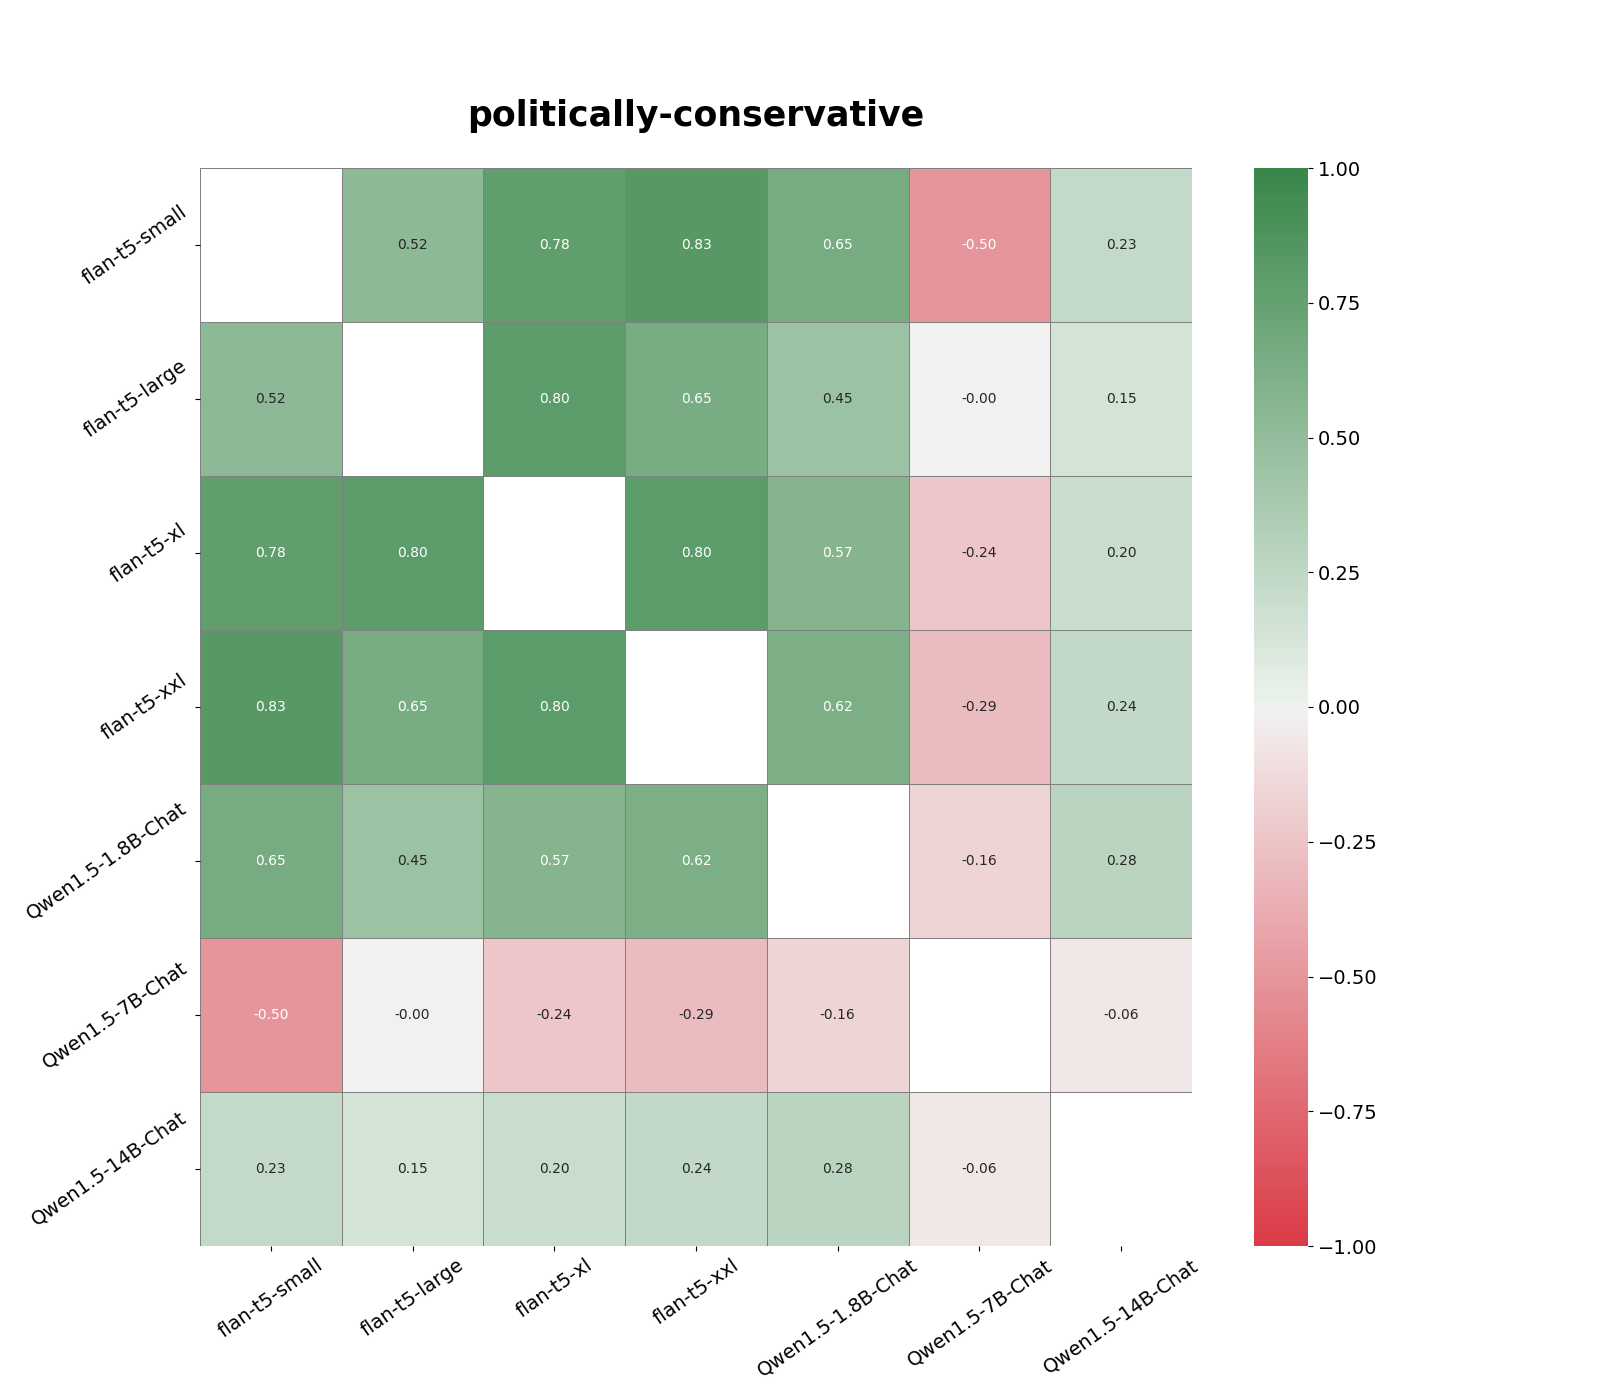 politically-conservative
flan-t5-small
0.52 0.78 0.83 0.65 -0.50 0.23
flan-t5-large
0.52 0.80 0.65 0.45 -0.00 0.15
flan-t5-xl
0.78 0.80 0.80 0.57 -0.24 0.20
flan-t5-xxl
0.83 0.65 0.80 0.62 -0.29 0.24
Qwen1.5-1.8B-Chat
0.65 0.45 0.57 0.62 -0.16 0.28
Qwen1.5-7B-Chat
-0.50 -0.00 -0.24 -0.29 -0.16 -0.06
Qwen1.5-14B-Chat
0.23 0.15 0.20 0.24 0.28 -0.06
flan-t5-small
flan-t5-large
flan-t5-xl
flan-t5-xxl
Qwen1.5-1.8B-Chat
Qwen1.5-7B-Chat
Qwen1.5-14B-Chat
1.00
0.75
0.50
0.25
0.00
−0.25
−0.50
−0.75
−1.00